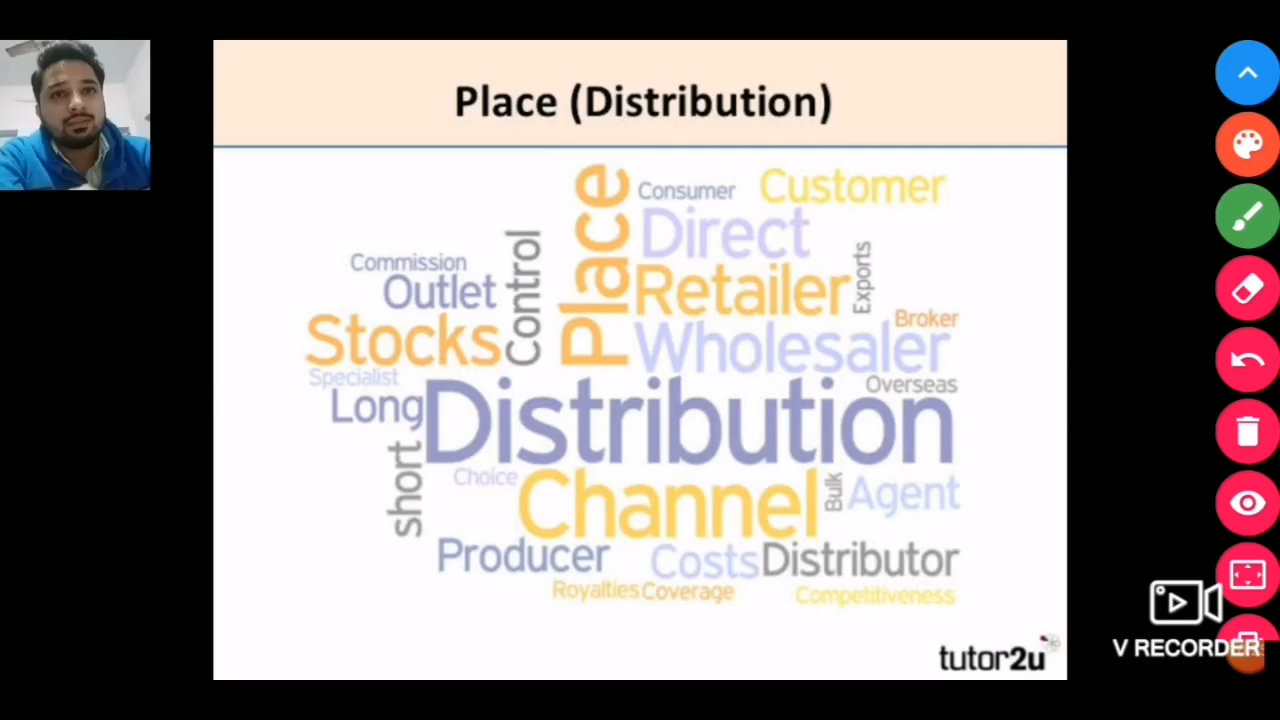 Place (Distribution)
Place
Consumer
Customer
Direct
Control
Commission
Outlet
Retailer
Exports
Stocks
Broker
Wholesaler
Specialist
Overseas
Long
Distribution
short
Choice
Channel
Bulk
Agent
Producer
Costs
Distributor
Royalties
Coverage
Competitiveness
tutor2u
V RECORDER